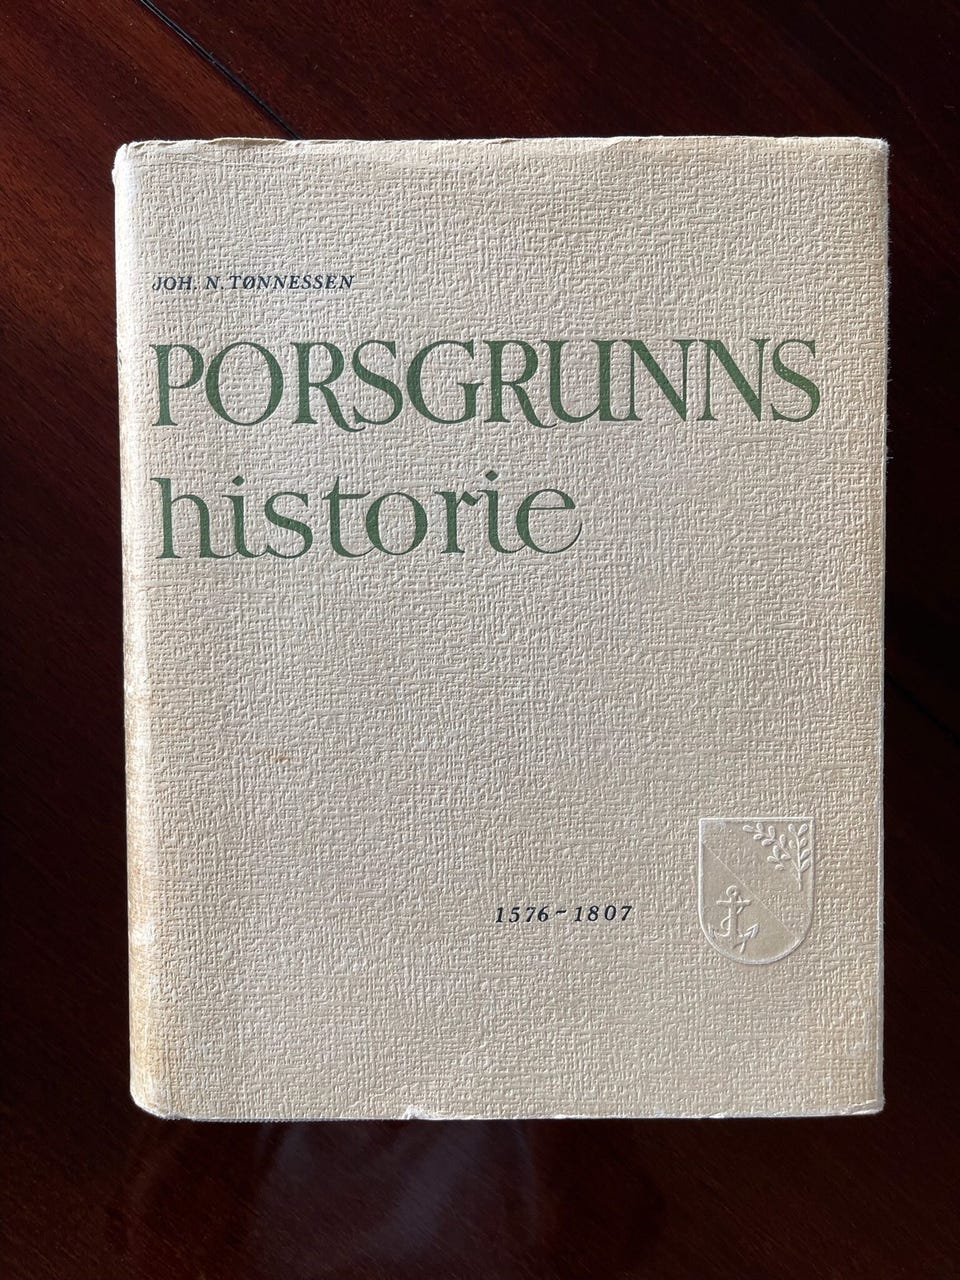 JOH. N. TØNNESSEN
PORSGRUNNS
historie
1576-1807